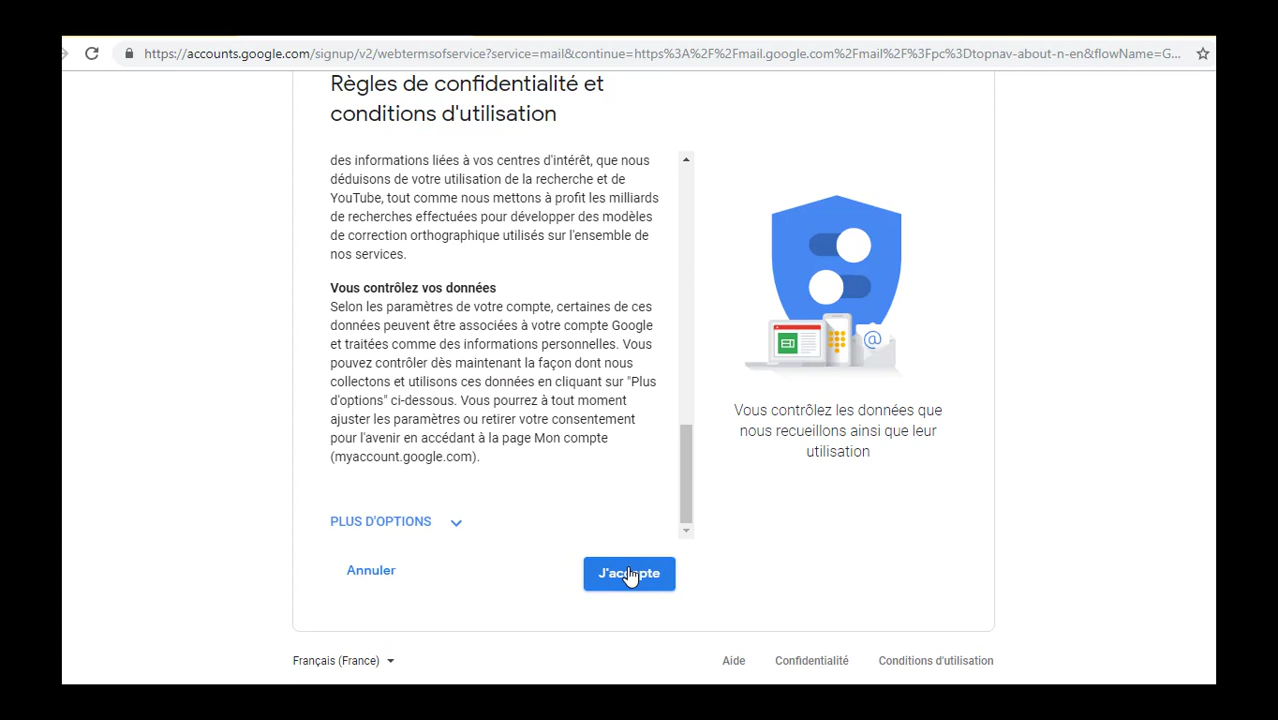 https://accounts.google.com/signup/v2/webtermsofservice?service=mail&continue=https%3A%2F%2Fmail.google.com%2Fmail%2F%3Fpc%3Dtopnav-about-n-en&flowName=G...
Règles de confidentialité et
conditions d'utilisation
des informations liées à vos centres d'intérêt, que nous
déduisons de votre utilisation de la recherche et de
YouTube, tout comme nous mettons à profit les milliards
de recherches effectuées pour développer des modèles
de correction orthographique utilisés sur l'ensemble de
nos services.
Vous contrôlez vos données
Selon les paramètres de votre compte, certaines de ces
données peuvent être associées à votre compte Google
et traitées comme des informations personnelles. Vous
pouvez contrôler dès maintenant la façon dont nous
collectons et utilisons ces données en cliquant sur "Plus
d'options" ci-dessous. Vous pourrez à tout moment
ajuster les paramètres ou retirer votre consentement
pour l'avenir en accédant à la page Mon compte
(myaccount.google.com).
PLUS D'OPTIONS
Annuler
J'accepte
@
Vous contrôlez les données que
nous recueillons ainsi que leur
utilisation
Français (France)
Aide
Confidentialité
Conditions d'utilisation